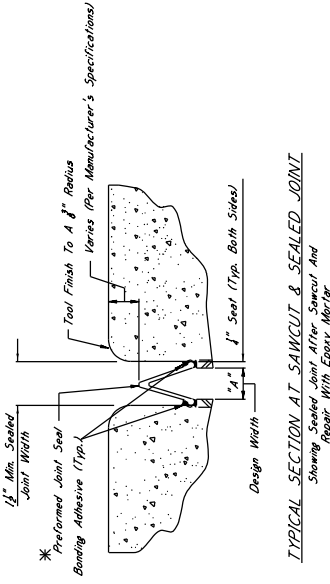 1½" Min. Sealed
Joint Width
* Preformed Joint Seal
Bonding Adhesive (Typ.)
Tool Finish To A ⅜" Radius
Varies (Per Manufacturer's Specifications)
Design Width
"A"
¼" Seat (Typ. Both Sides)
TYPICAL SECTION AT SAWCUT & SEALED JOINT
Showing Sealed Joint After Sawcut And
Repair With Epoxy Mortar